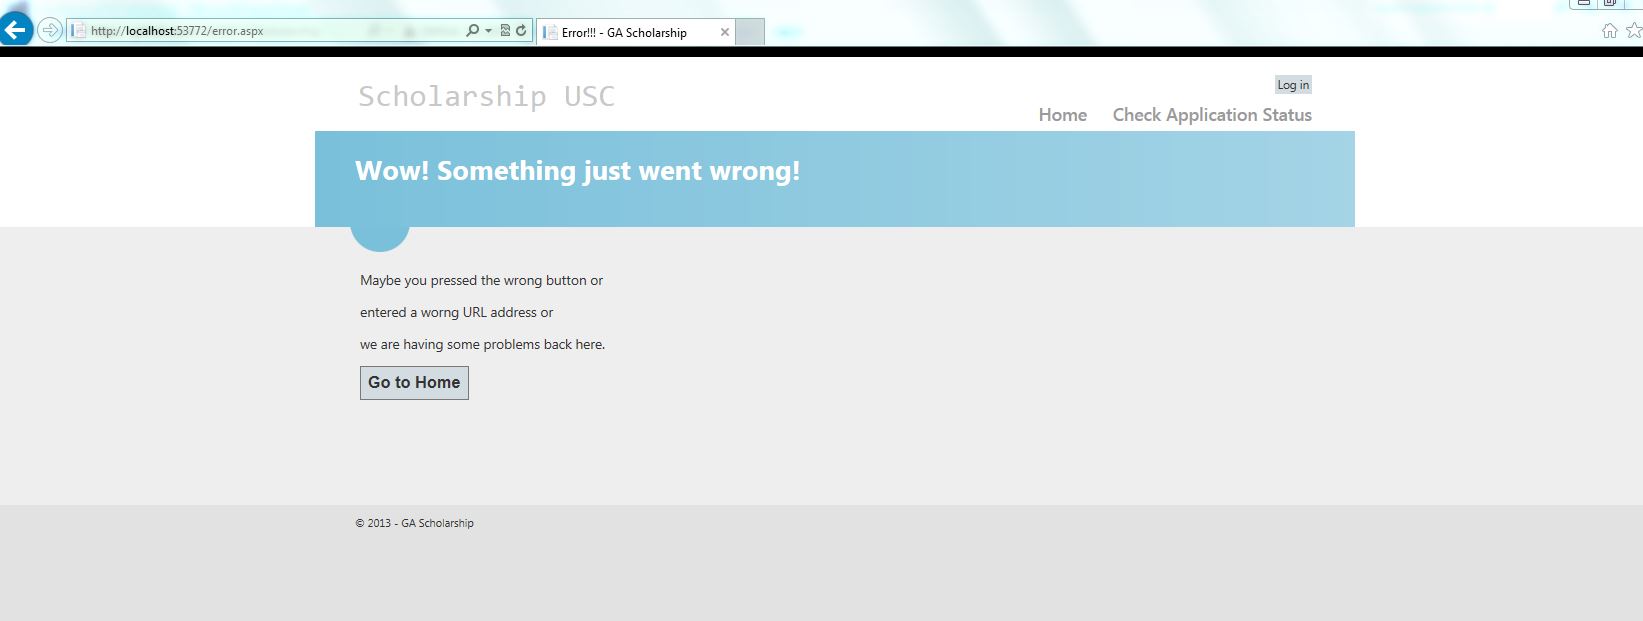 http://localhost:53772/error.aspx
Error!!! - GA Scholarship
Scholarship USC
Log in
Home
Check Application Status
Wow! Something just went wrong!
Maybe you pressed the wrong button or
entered a worng URL address or
we are having some problems back here.
Go to Home
© 2013 - GA Scholarship